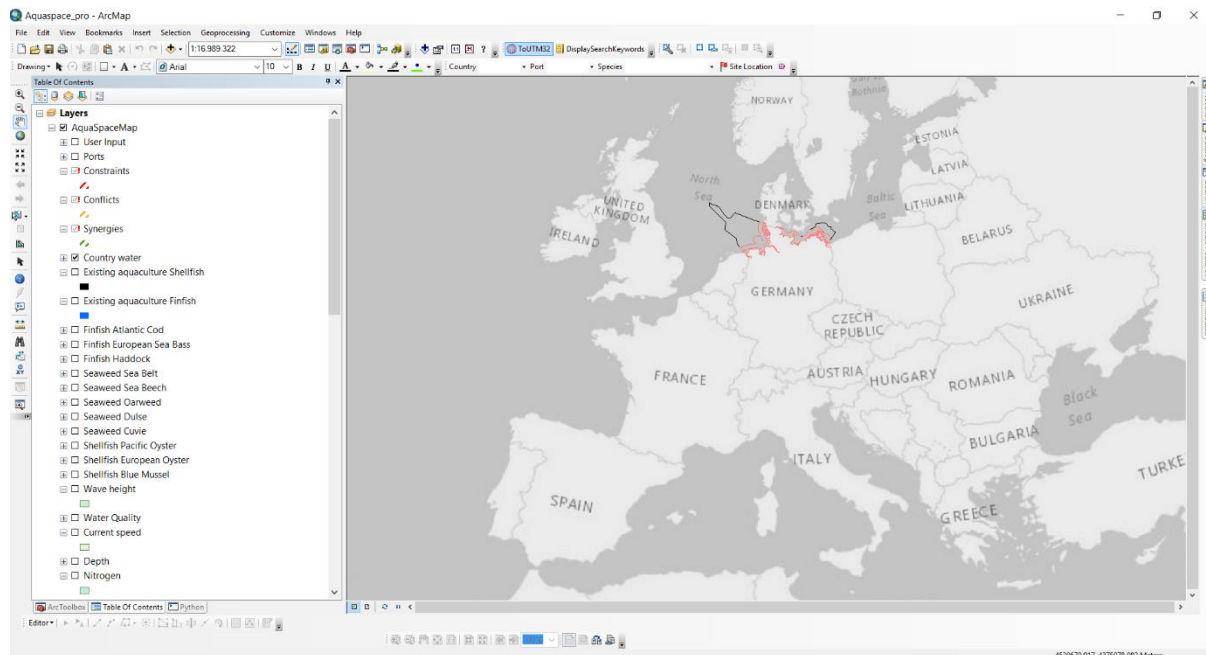 Aquaspace_pro - ArcMap
File Edit View Bookmarks Insert Selection Geoprocessing Customize Windows Help
1:16.989.322 ToUTM32 DisplaySearchKeywords
Drawing Arial 10 B I U A Country Port Species Site Location
Table Of Contents
Layers
AquaSpaceMap
User Input
Ports
Constraints
Conflicts
Synergies
Country water
Existing aquaculture Shellfish
Existing aquaculture Finfish
Finfish Atlantic Cod
Finfish European Sea Bass
Finfish Haddock
Seaweed Sea Belt
Seaweed Sea Beech
Seaweed Oarweed
Seaweed Dulse
Seaweed Cuvie
Shellfish Pacific Oyster
Shellfish European Oyster
Shellfish Blue Mussel
Wave height
Water Quality
Current speed
Depth
Nitrogen
ArcToolbox Table Of Contents Python
Editor
100%
Bothnia
NORWAY
ESTONIA
LATVIA
North
Sea
DENMARK
Baltic
Sea
LITHUANIA
UNITED
KINGDOM
IRELAND
BELARUS
GERMANY
UKRAINE
CZECH
REPUBLIC
FRANCE
AUSTRIA
HUNGARY
ROMANIA
Black
Sea
BULGARIA
ITALY
TURKE
SPAIN
GREECE